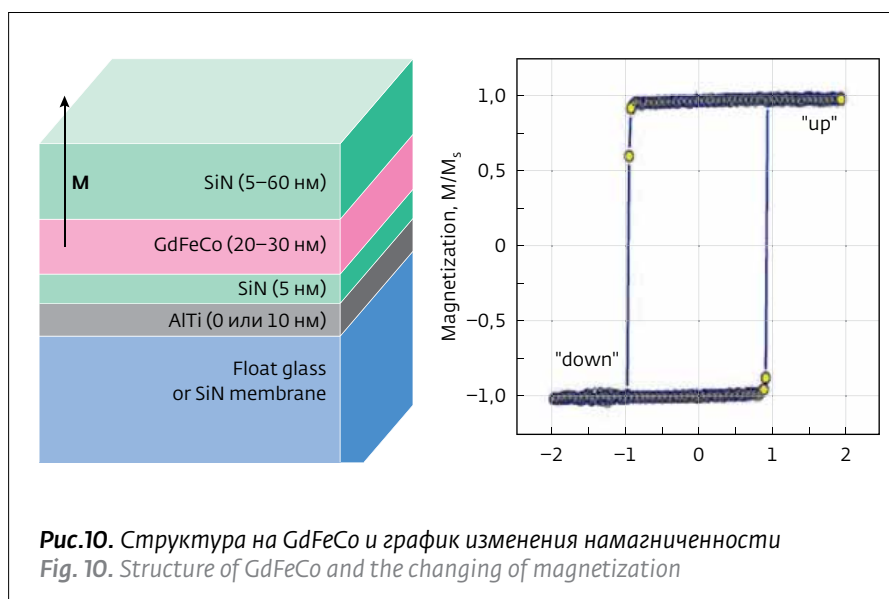 M
SiN (5–60 нм)
GdFeCo (20–30 нм)
SiN (5 нм)
AlTi (0 или 10 нм)
Float glass
or SiN membrane
Magnetization, M/Ms
1,0
0,5
0
–0,5
–1,0
"up"
"down"
–2
–1
0
1
2
Рис.10. Структура на GdFeCo и график изменения намагниченности
Fig. 10. Structure of GdFeCo and the changing of magnetization